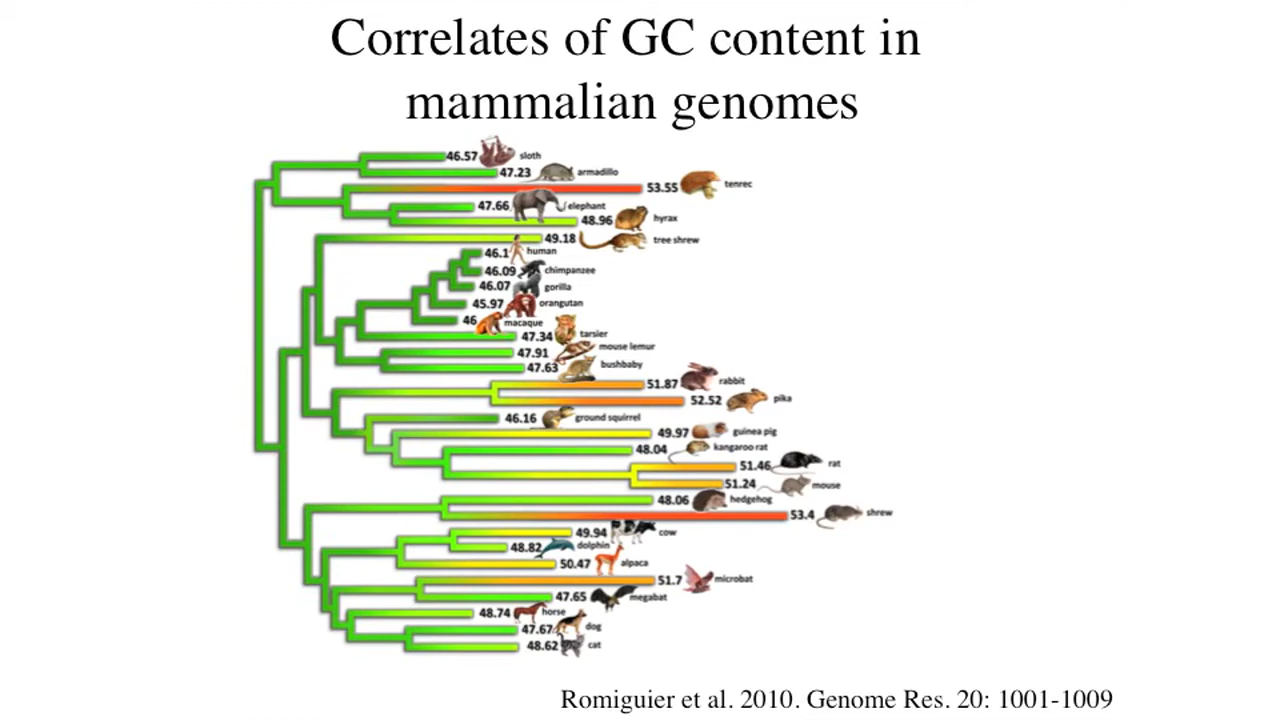 Correlates of GC content in
mammalian genomes
46.57 sloth
47.23 armadillo
53.55 tenrec
47.66 elephant
48.96 hyrax
49.18 tree shrew
46.1 human
46.09 chimpanzee
46.07 gorilla
45.97 orangutan
46 macaque
47.34 tarsier
47.91 mouse lemur
47.63 bushbaby
51.87 rabbit
52.52 pika
46.16 ground squirrel
49.97 guinea pig
48.04 kangaroo rat
51.46 rat
51.24 mouse
48.06 hedgehog
53.4 shrew
49.94 cow
48.82 dolphin
50.47 alpaca
51.7 microbat
47.65 megabat
48.74 horse
47.67 dog
48.62 cat
Romiguier et al. 2010. Genome Res. 20: 1001-1009